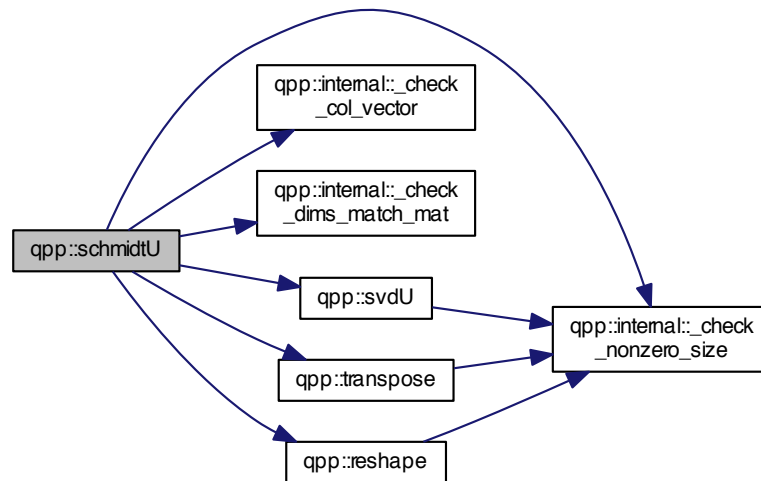 qpp::internal::_check
_col_vector
qpp::internal::_check
_dims_match_mat
qpp::schmidtU
qpp::svdU
qpp::internal::_check
_nonzero_size
qpp::transpose
qpp::reshape